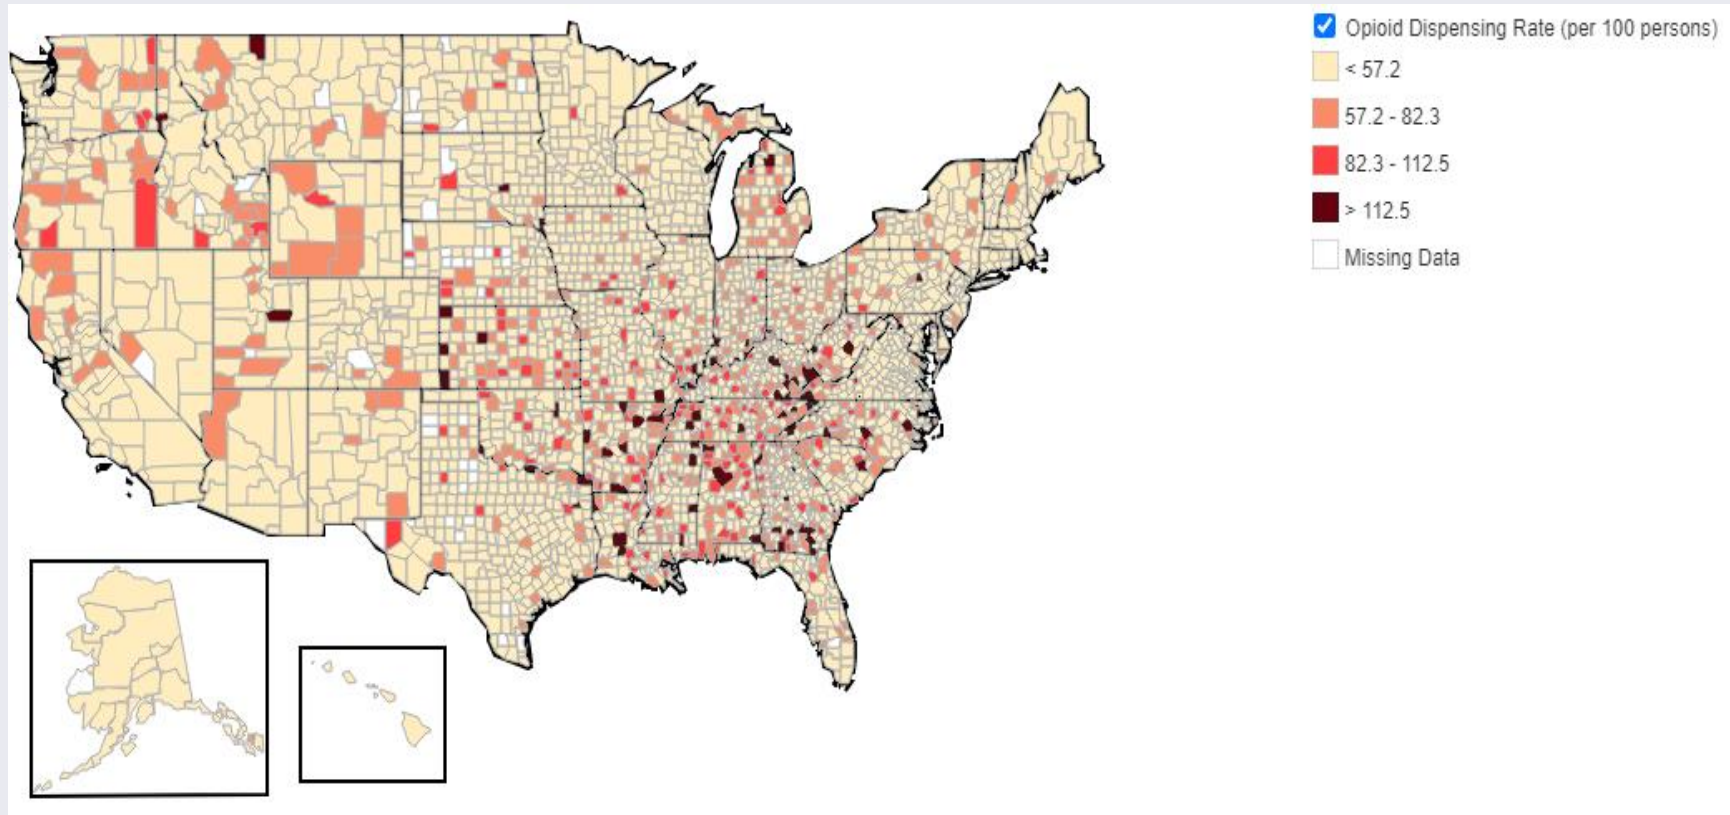 Opioid Dispensing Rate (per 100 persons)
< 57.2
57.2 - 82.3
82.3 - 112.5
> 112.5
Missing Data